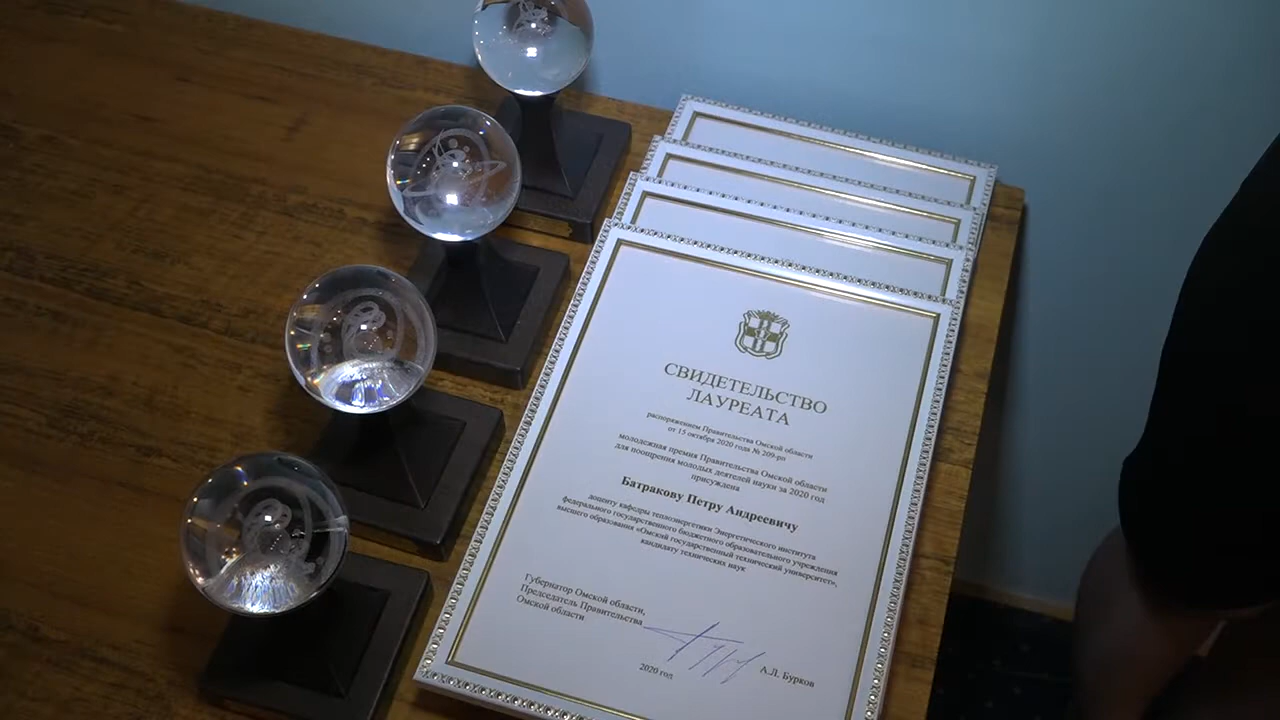 СВИДЕТЕЛЬСТВО
ЛАУРЕАТА
распоряжением Правительства Омской области
от 15 октября 2020 года № 209-рп
молодежная премия Правительства Омской области
для поощрения молодых деятелей науки за 2020 год
присуждена
Батракову Петру Андреевичу
доценту кафедры теплоэнергетики Энергетического института
федерального государственного бюджетного образовательного учреждения
высшего образования «Омский государственный технический университет»,
кандидату технических наук
Губернатор Омской области,
Председатель Правительства
Омской области
А.Л. Бурков
2020 год